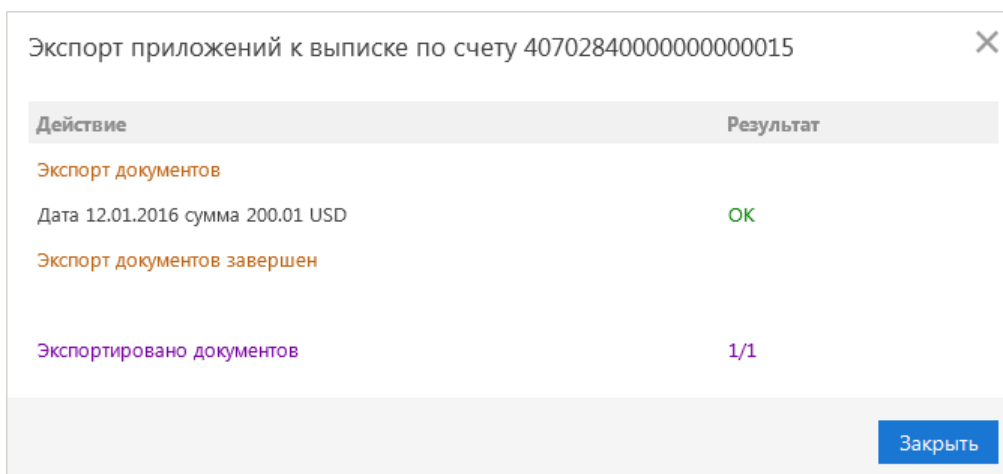 Экспорт приложений к выписке по счету 40702840000000000015
Действие Результат
Экспорт документов
Дата 12.01.2016 сумма 200.01 USD OK
Экспорт документов завершен
Экспортировано документов 1/1
Закрыть